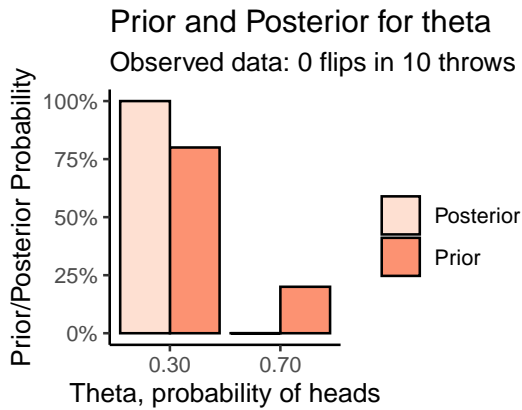 Prior and Posterior for theta
Observed data: 0 flips in 10 throws
Prior/Posterior Probability
100%
75%
50%
25%
0%
0.30
0.70
Theta, probability of heads
Posterior
Prior